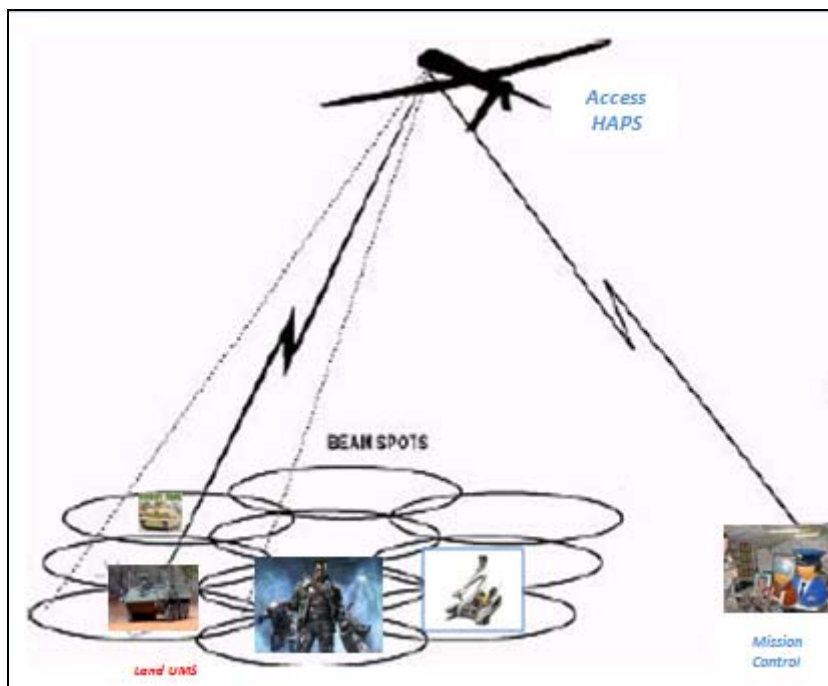 Access
HAPS
BEAM SPOTS
Land UMS
Mission
Control